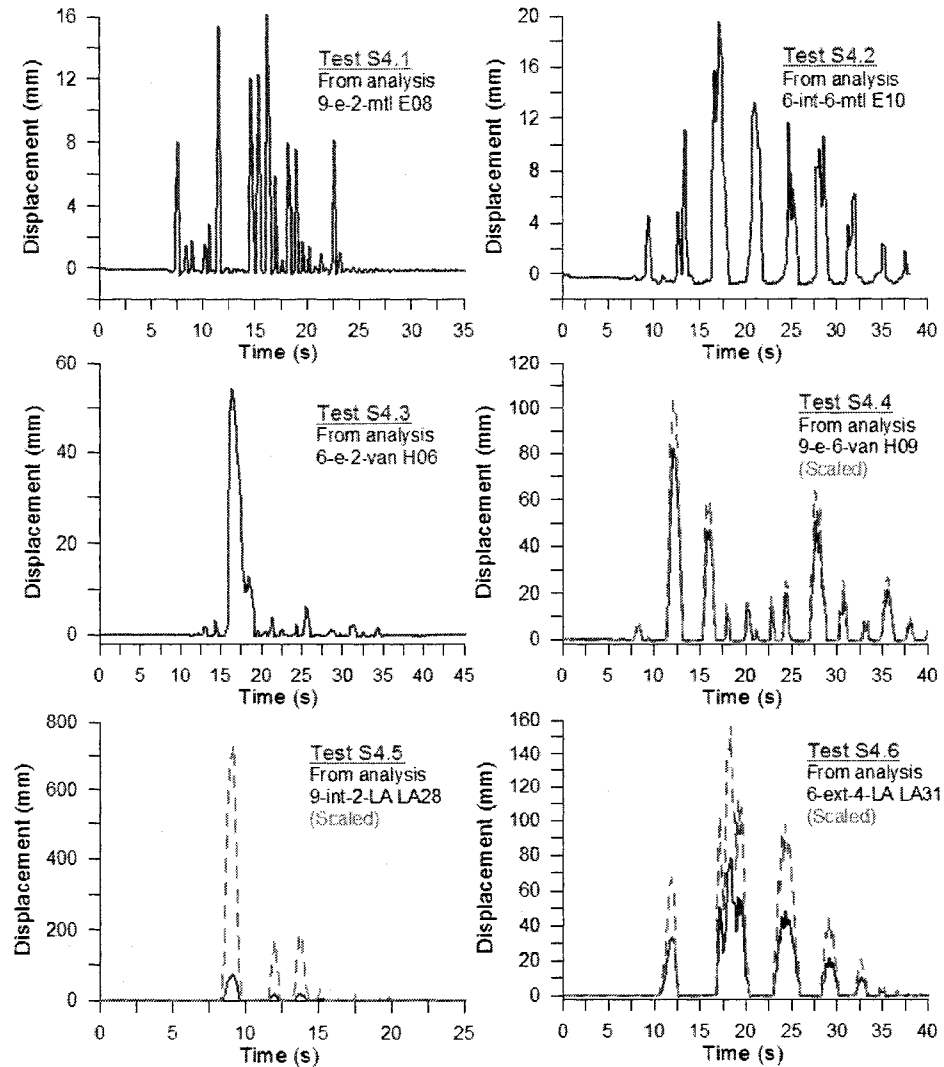 16
12
8
4
0
Displacement (mm)
Test S4.1
From analysis
9-e-2-mtl E08
0 5 10 15 20 25 30 35
Time (s)
20
16
12
8
4
0
Displacement (mm)
Test S4.2
From analysis
6-int-6-mtl E10
0 5 10 15 20 25 30 35 40
Time (s)
60
40
20
0
Displacement (mm)
Test S4.3
From analysis
6-e-2-van H06
0 5 10 15 20 25 30 35 40 45
Time (s)
120
100
80
60
40
20
0
Displacement (mm)
Test S4.4
From analysis
9-e-6-van H09
(Scaled)
0 5 10 15 20 25 30 35 40
Time (s)
800
600
400
200
0
Displacement (mm)
Test S4.5
From analysis
9-int-2-LA LA28
(Scaled)
0 5 10 15 20 25
Time (s)
160
140
120
100
80
60
40
20
0
Displacement (mm)
Test S4.6
From analysis
6-ext-4-LA LA31
(Scaled)
0 5 10 15 20 25 30 35 40
Time (s)